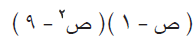 ( ص - ١ )( ص٢ - ٩ )